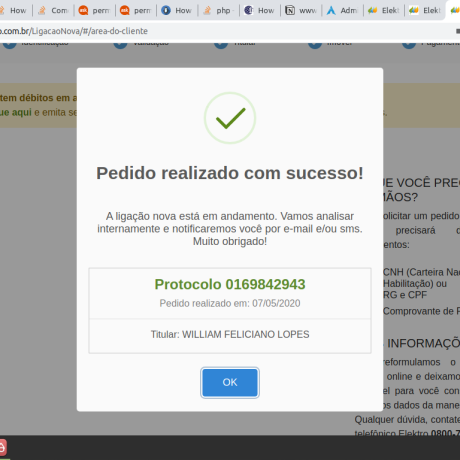 How
Com
perm
perm
How
php -
How
www
Adm
Elekt
Elekt
.com.br/LigacaoNova/#/area-do-cliente
Identificação
Validação
Titular
Imóvel
Pagamento
tem débitos em a
ue aqui e emita se
Pedido realizado com sucesso!
A ligação nova está em andamento. Vamos analisar
internamente e notificaremos você por e-mail e/ou sms.
Muito obrigado!
Protocolo 0169842943
Pedido realizado em: 07/05/2020
Titular: WILLIAM FELICIANO LOPES
OK
UE VOCÊ PREC
MÃOS?
olicitar um pedido
precisará d
entos:
CNH (Carteira Nac
Habilitação) ou
RG e CPF
Comprovante de P
INFORMAÇÕ
reformulamos o
online e deixamo
el para você con
os dados da mane
Qualquer dúvida, contate
telefônico Elektro 0800-7